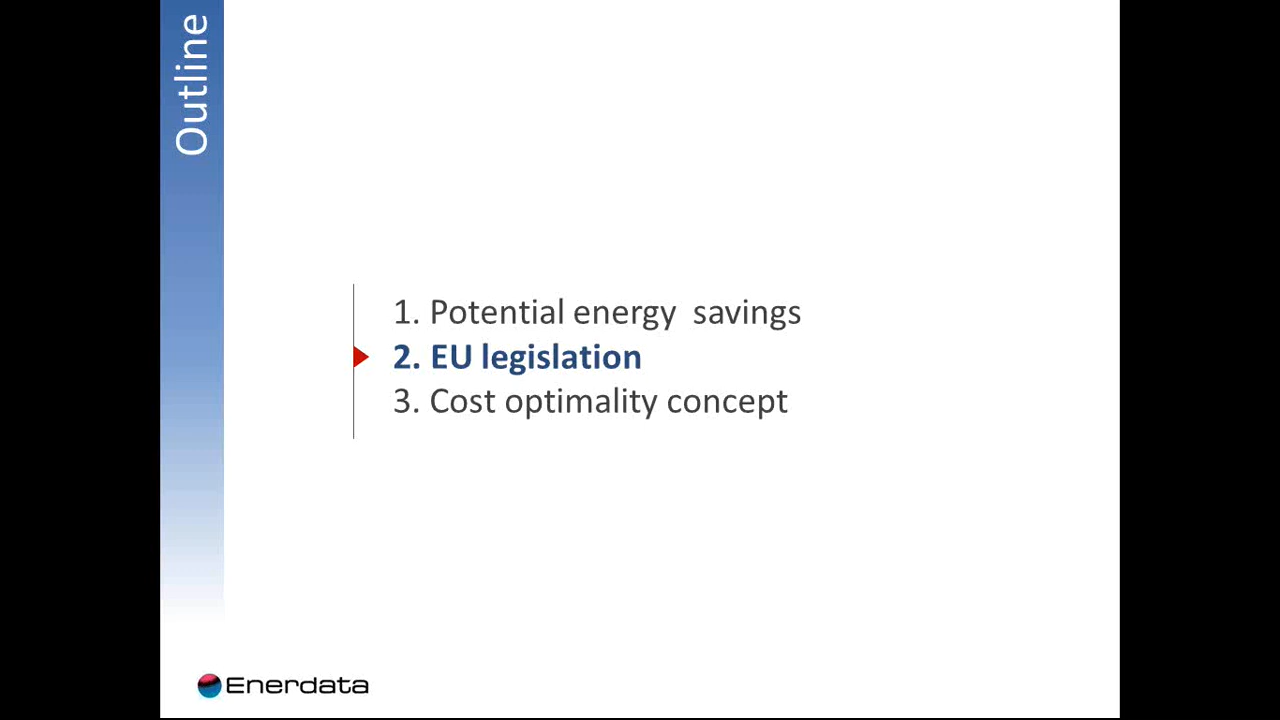 Outline
1. Potential energy  savings
2. EU legislation
3. Cost optimality concept
Enerdata